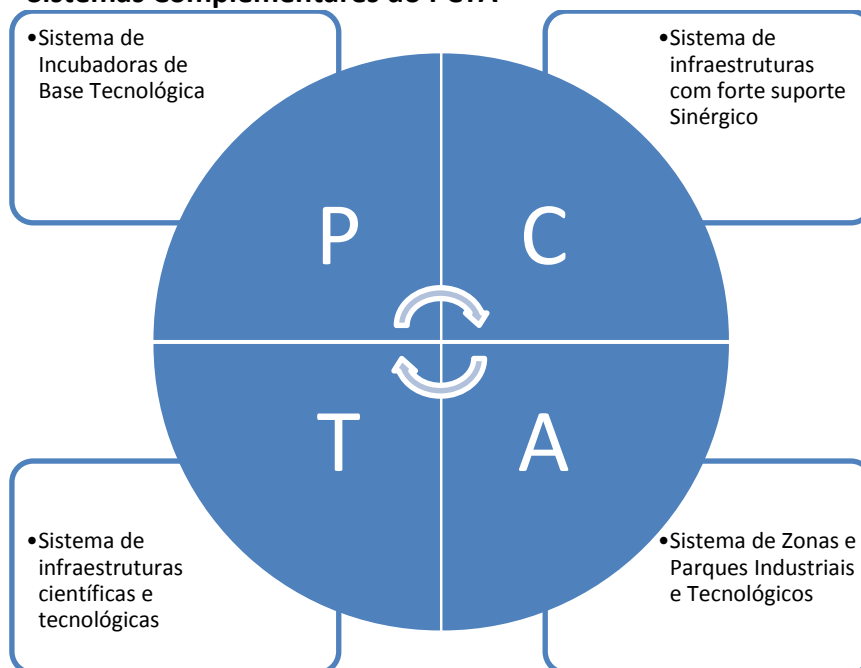 Sistemas Complementares do PCTA
•Sistema de
Incubadoras de
Base Tecnológica
•Sistema de
infraestruturas
com forte suporte
Sinérgico
P
C
T
A
•Sistema de
infraestruturas
científicas e
tecnológicas
•Sistema de Zonas e
Parques Industriais
e Tecnológicos